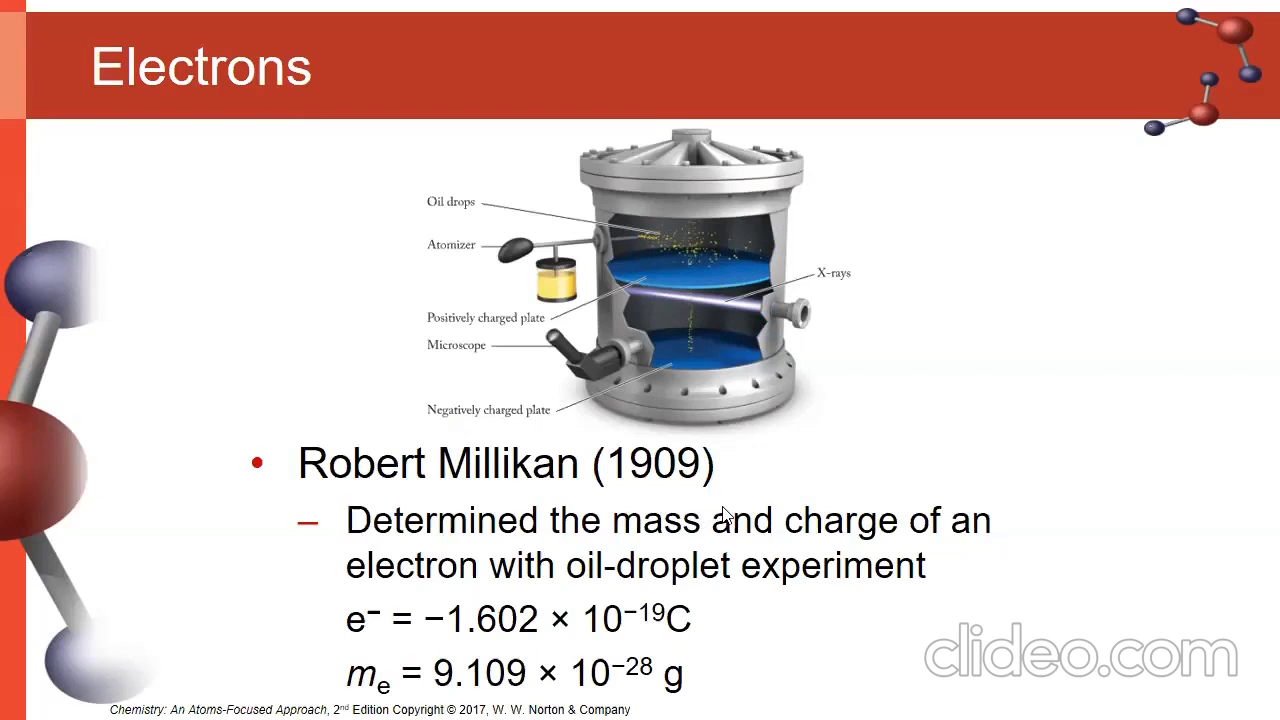 Electrons
Oil drops
Atomizer
X-rays
Positively charged plate
Microscope
Negatively charged plate
• Robert Millikan (1909)
– Determined the mass and charge of an
electron with oil-droplet experiment
e⁻ = −1.602 × 10⁻¹⁹C
mₑ = 9.109 × 10⁻²⁸ g
clideo.com
Chemistry: An Atoms-Focused Approach, 2ⁿᵈ Edition Copyright © 2017, W. W. Norton & Company